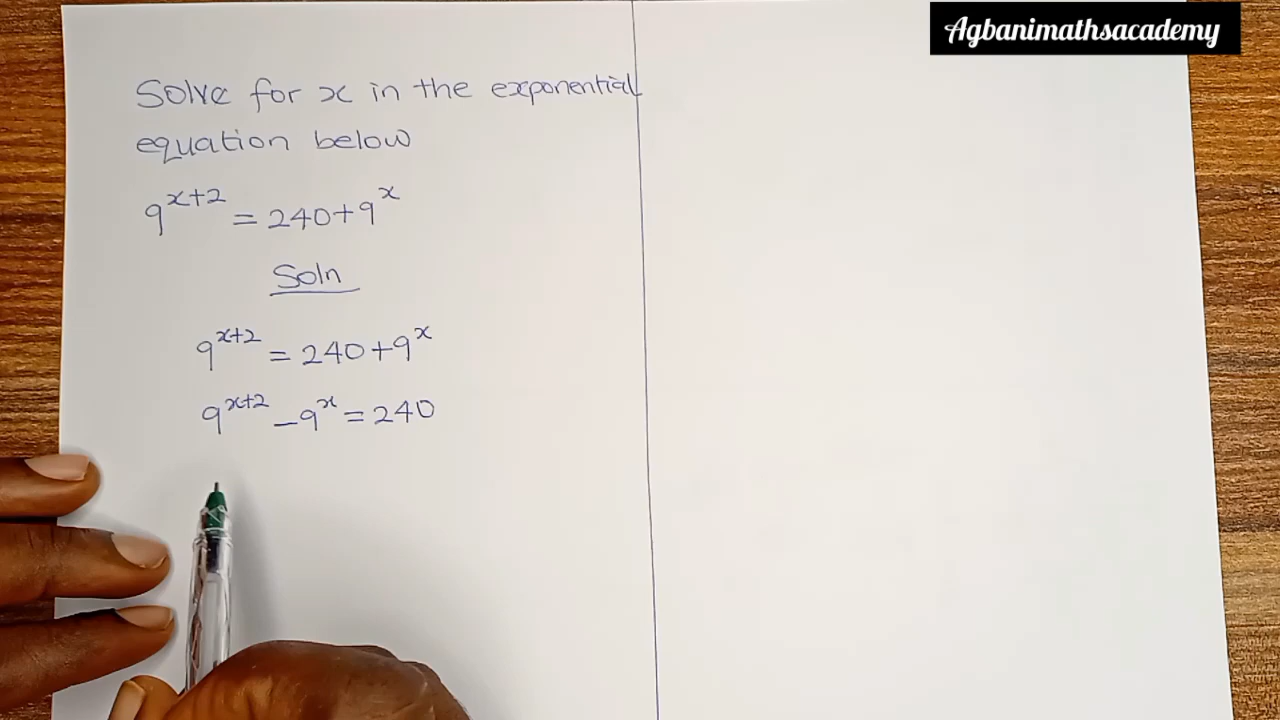 Agbanimathsacademy
Solve for x in the exponential
equation below
9^{x+2} = 240 + 9^x
Soln
9^{x+2} = 240 + 9^x
9^{x+2} - 9^x = 240